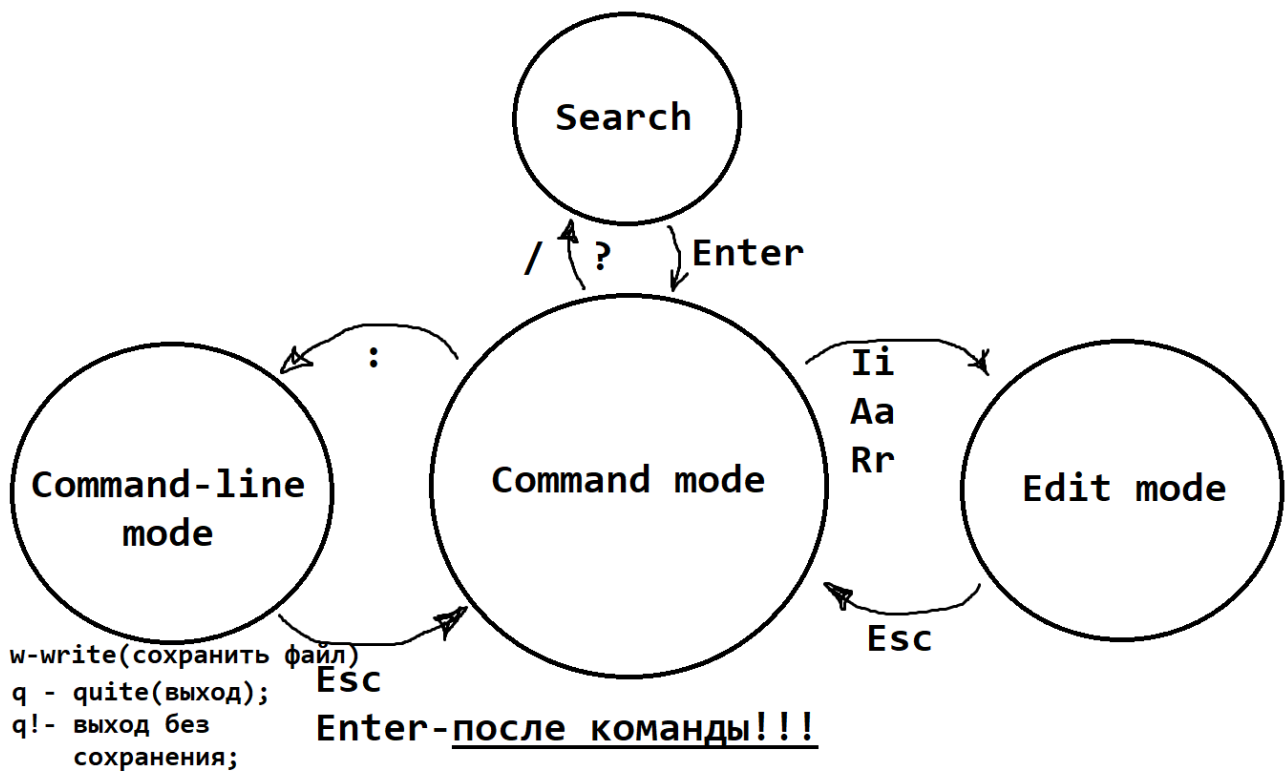 Search
/ ?
Enter
:
Ii
Aa
Rr
Command-line
mode
Command mode
Edit mode
Esc
w-write(сохранить файл)
q - quite(выход);
q!- выход без
сохранения;
Esc
Enter-после команды!!!